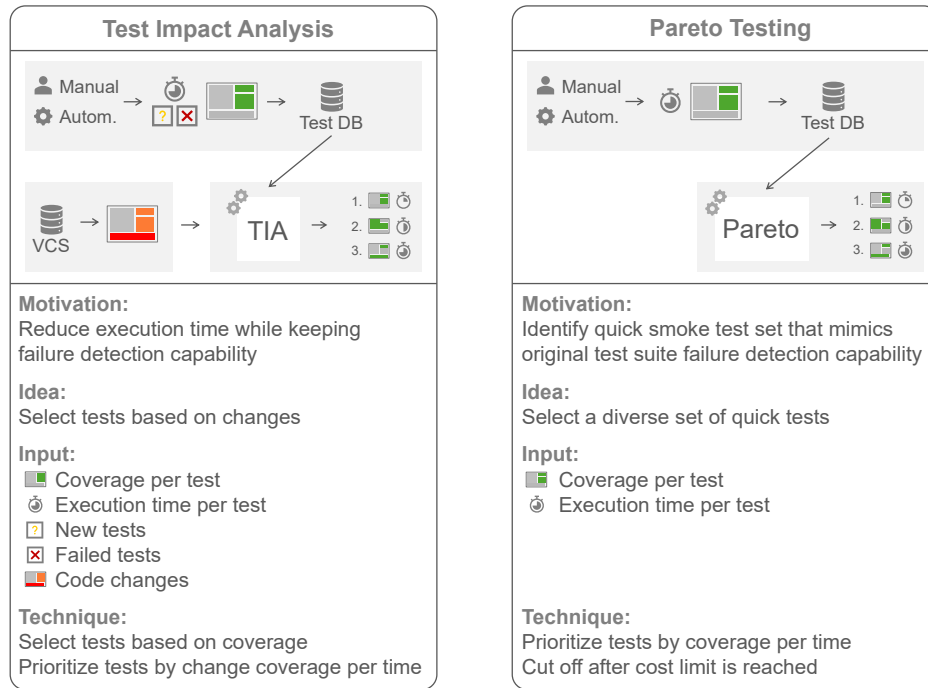 Test Impact Analysis
Manual
Autom.
?
Test DB
VCS
TIA
1.
2.
3.
Motivation:
Reduce execution time while keeping
failure detection capability
Idea:
Select tests based on changes
Input:
Coverage per test
Execution time per test
? New tests
Failed tests
Code changes
Technique:
Select tests based on coverage
Prioritize tests by change coverage per time
Pareto Testing
Manual
Autom.
Test DB
Pareto
1.
2.
3.
Motivation:
Identify quick smoke test set that mimics
original test suite failure detection capability
Idea:
Select a diverse set of quick tests
Input:
Coverage per test
Execution time per test
Technique:
Prioritize tests by coverage per time
Cut off after cost limit is reached